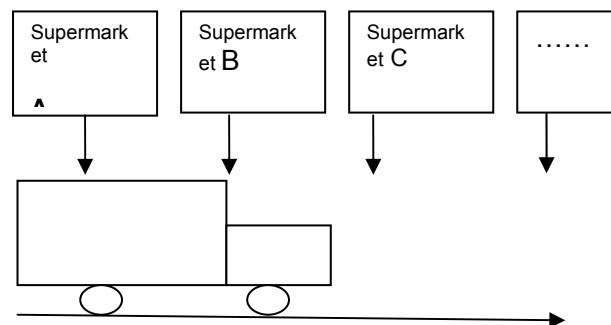 Supermark
et
A
Supermark
et B
Supermark
et C
......